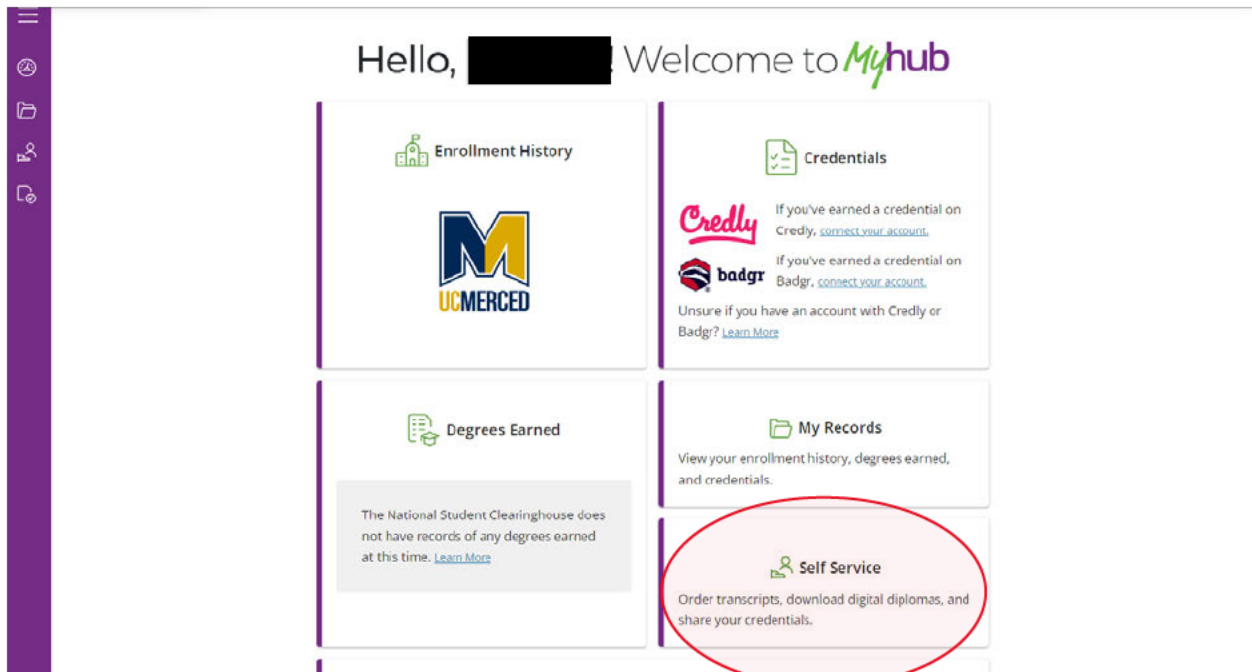 Hello, ! Welcome to Myhub
Enrollment History
UCMERCED
Credentials
Credly
If you've earned a credential on
Credly, connect your account.
badgr
If you've earned a credential on
Badgr, connect your account.
Unsure if you have an account with Credly or
Badgr? Learn More
Degrees Earned
The National Student Clearinghouse does
not have records of any degrees earned
at this time. Learn More
My Records
View your enrollment history, degrees earned,
and credentials.
Self Service
Order transcripts, download digital diplomas, and
share your credentials.